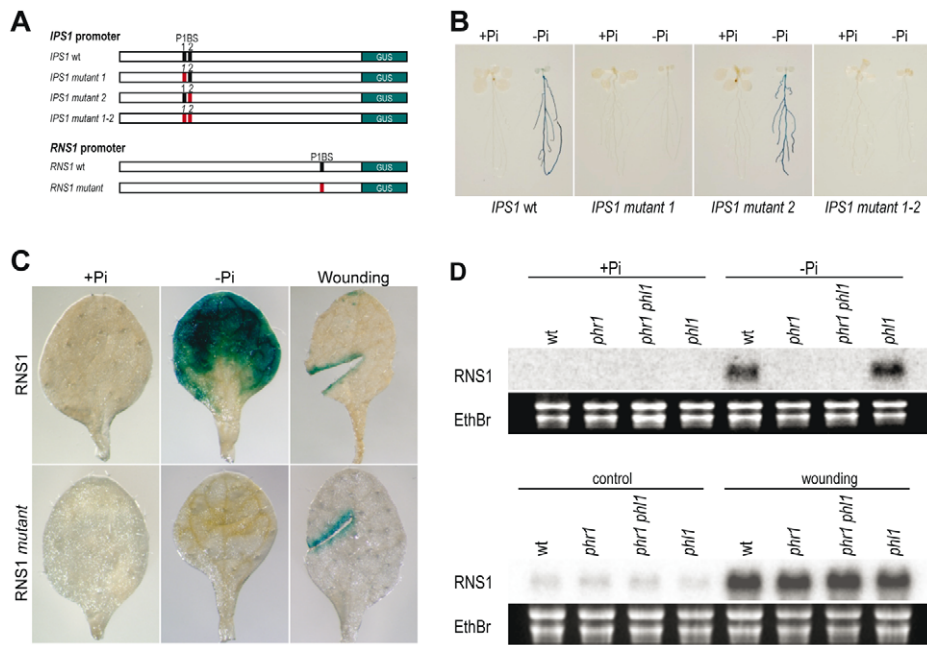 A
IPS1 promoter
P1BS
1 2
IPS1 wt
GUS
1 2
IPS1 mutant 1
GUS
1 2
IPS1 mutant 2
GUS
1 2
IPS1 mutant 1-2
GUS
RNS1 promoter
P1BS
RNS1 wt
GUS
RNS1 mutant
GUS
B
+Pi -Pi +Pi -Pi +Pi -Pi +Pi -Pi
IPS1 wt IPS1 mutant 1 IPS1 mutant 2 IPS1 mutant 1-2
C
+Pi -Pi Wounding
RNS1
RNS1 mutant
D
+Pi -Pi
wt phr1 phr1 phl1 phl1 wt phr1 phr1 phl1 phl1
RNS1
EthBr
control wounding
wt phr1 phr1 phl1 phl1 wt phr1 phr1 phl1 phl1
RNS1
EthBr